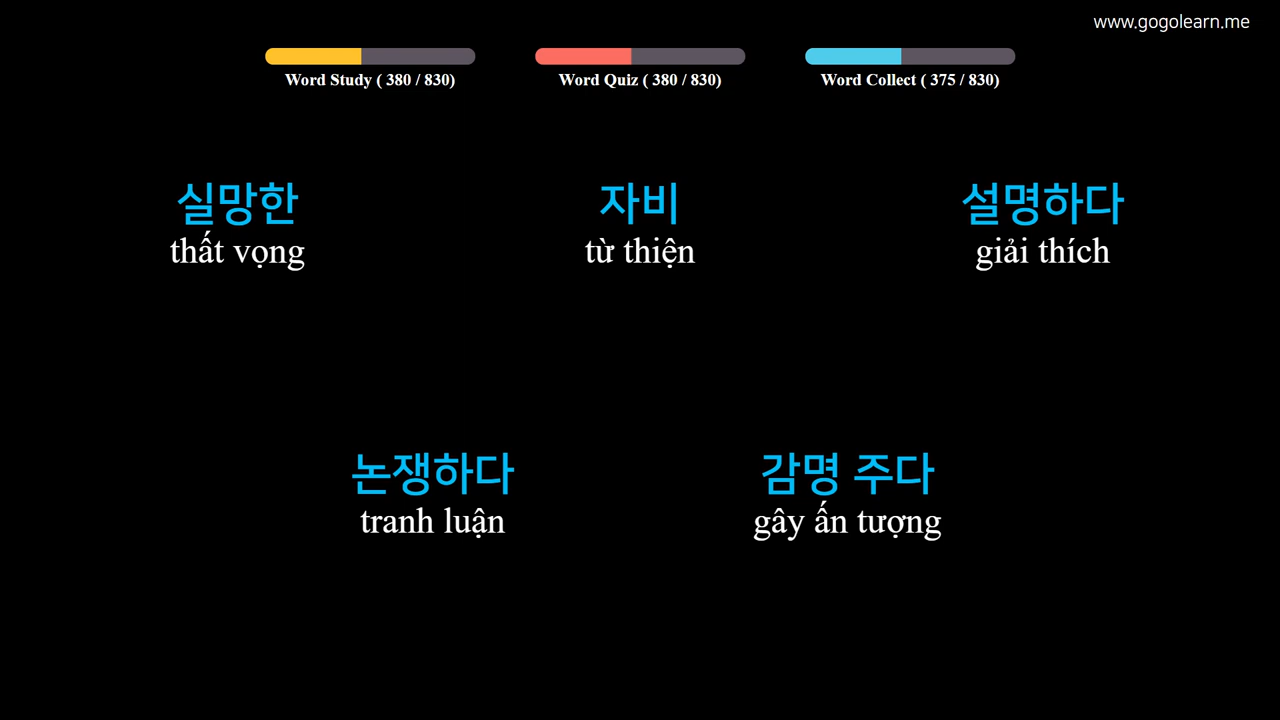 www.gogolearn.me
Word Study ( 380 / 830)
Word Quiz ( 380 / 830)
Word Collect ( 375 / 830)
실망한
thất vọng
자비
từ thiện
설명하다
giải thích
논쟁하다
tranh luận
감명 주다
gây ấn tượng